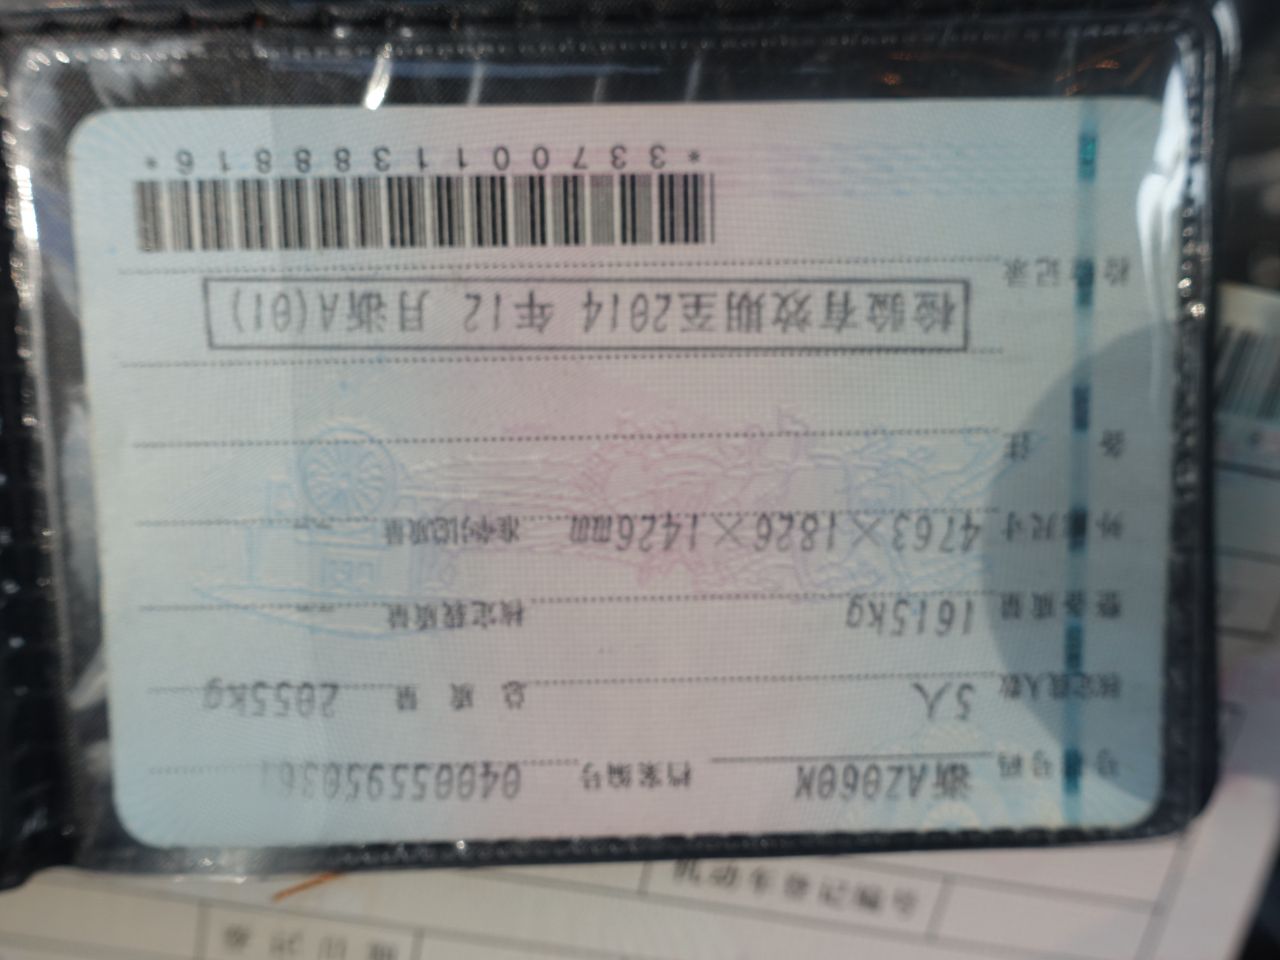 号牌号码 浙AZ060M 档案编号 040055950361
核定载人数 5人 总质量 2055kg
整备质量 1615kg 核定载质量
外廓尺寸 4763×1826×1426mm 准牵引总质量
备注
检验记录
检验有效期至2014年12月浙A(01)
*3370011388816*